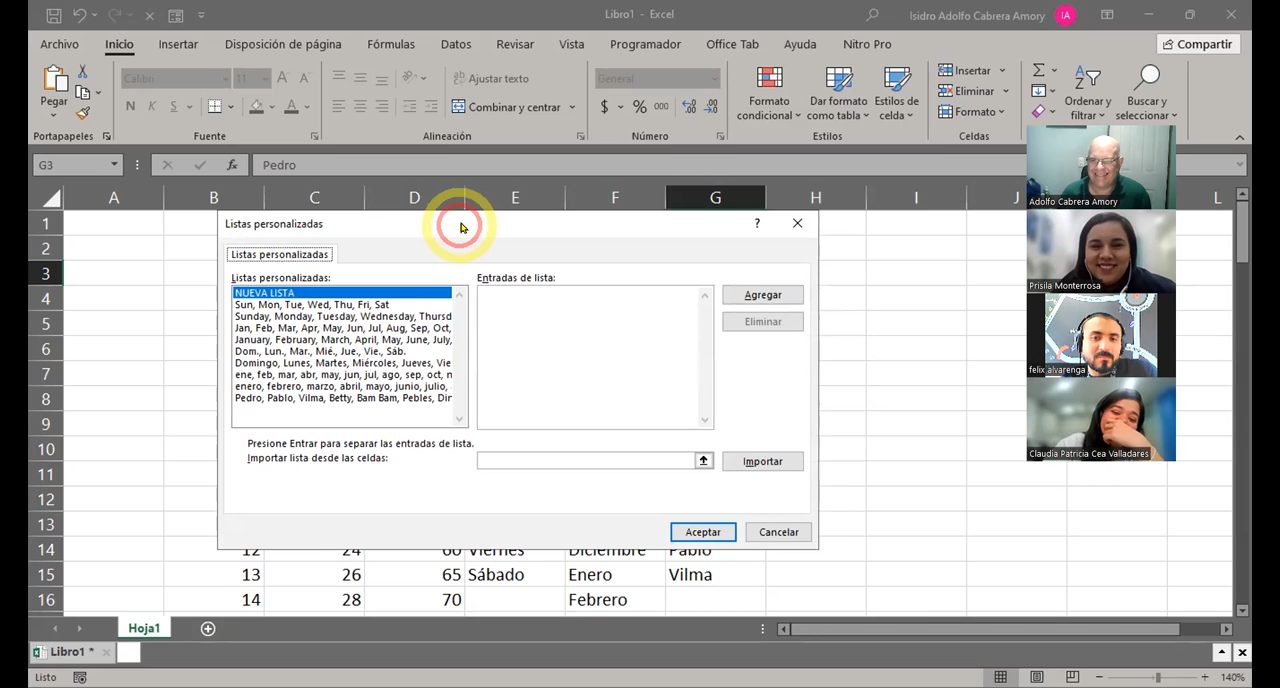 Libro1 - Excel
Isidro Adolfo Cabrera Amory
IA
Archivo Inicio Insertar Disposición de página Fórmulas Datos Revisar Vista Programador Office Tab Ayuda Nitro Pro
Compartir
Pegar
Calibri 11
N K S
Ajustar texto
Combinar y centrar
General
$ % 000
Formato condicional
Dar formato como tabla
Estilos de celda
Insertar
Eliminar
Formato
Ordenar y filtrar
Buscar y seleccionar
Portapapeles Fuente Alineación Número Estilos Celdas
G3 fx Pedro
A B C D E F G H I J L
1
2
3
4
5
6
7
8
9
10
11
12
13
Listas personalizadas
Listas personalizadas
Listas personalizadas:
NUEVA LISTA
Sun, Mon, Tue, Wed, Thu, Fri, Sat
Sunday, Monday, Tuesday, Wednesday, Thursd
Jan, Feb, Mar, Apr, May, Jun, Jul, Aug, Sep, Oct,
January, February, March, April, May, June, July,
Dom., Lun., Mar., Mié., Jue., Vie., Sáb.
Domingo, Lunes, Martes, Miércoles, Jueves, Vie
ene, feb, mar, abr, may, jun, jul, ago, sep, oct, n
enero, febrero, marzo, abril, mayo, junio, julio,
Pedro, Pablo, Vilma, Betty, Bam Bam, Pebles, Din
Entradas de lista:
Agregar
Eliminar
Presione Entrar para separar las entradas de lista.
Importar lista desde las celdas:
Importar
Aceptar Cancelar
14 12 24 60 Viernes Diciembre Pablo
15 13 26 65 Sábado Enero Vilma
16 14 28 70 Febrero
Adolfo Cabrera Amory
Prisila Monterrosa
felix alvarenga
Claudia Patricia Cea Valladares
Hoja1
Libro1 *
Listo
140%